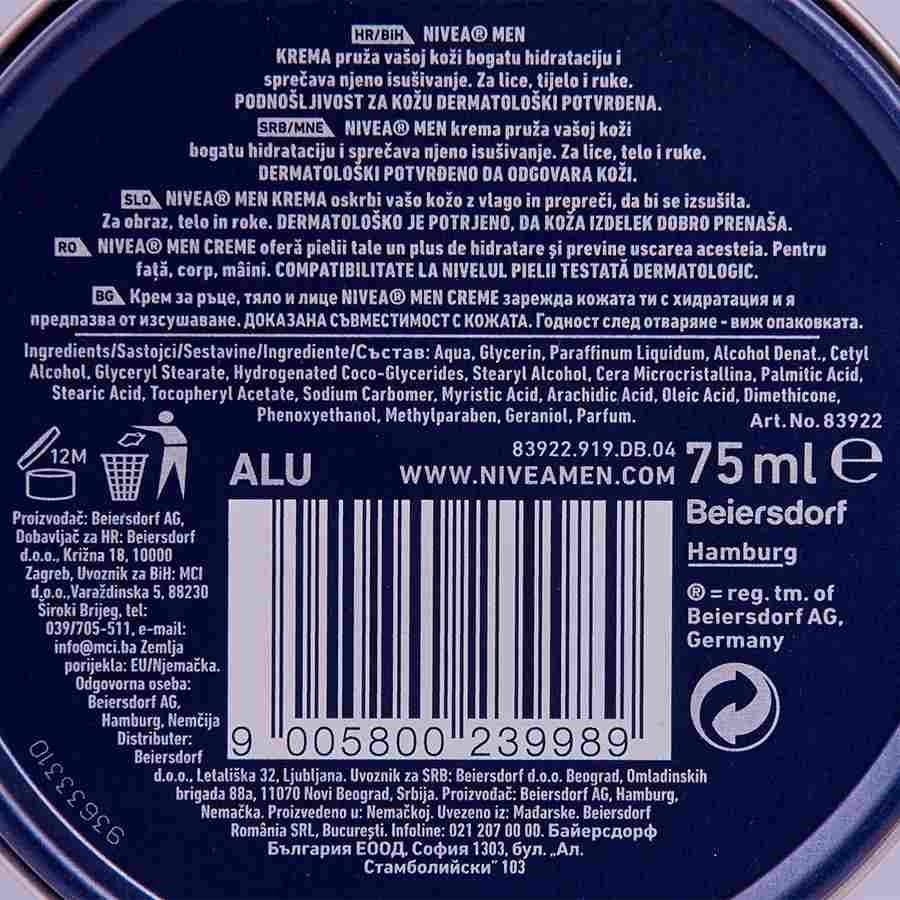 HR/BIH NIVEA® MEN
KREMA pruža vašoj koži bogatu hidrataciju i
sprečava njeno isušivanje. Za lice, tijelo i ruke.
PODNOŠLJIVOST ZA KOŽU DERMATOLOŠKI POTVRĐENA.
SRB/MNE NIVEA® MEN krema pruža vašoj koži
bogatu hidrataciju i sprečava njeno isušivanje. Za lice, telo i ruke.
DERMATOLOŠKI POTVRĐENO DA ODGOVARA KOŽI.
SLO NIVEA® MEN KREMA oskrbi vašo kožo z vlago in prepreči, da bi se izsušila.
Za obraz, telo in roke. DERMATOLOŠKO JE POTRJENO, DA KOŽA IZDELEK DOBRO PRENAŠA.
RO NIVEA® MEN CREME oferă pielii tale un plus de hidratare și previne uscarea acesteia. Pentru
față, corp, mâini. COMPATIBILITATE LA NIVELUL PIELII TESTATĂ DERMATOLOGIC.
BG Крем за ръце, тяло и лице NIVEA® MEN CREME зарежда кожата ти с хидратация и я
предпазва от изсушаване. ДОКАЗАНА СЪВМЕСТИМОСТ С КОЖАТА. Годност след отваряне - виж опаковката.
Ingredients/Sastojci/Sestavine/Ingrediente/Състав: Aqua, Glycerin, Paraffinum Liquidum, Alcohol Denat., Cetyl
Alcohol, Glyceryl Stearate, Hydrogenated Coco-Glycerides, Stearyl Alcohol, Cera Microcristallina, Palmitic Acid,
Stearic Acid, Tocopheryl Acetate, Sodium Carbomer, Myristic Acid, Arachidic Acid, Oleic Acid, Dimethicone,
Phenoxyethanol, Methylparaben, Geraniol, Parfum.
Art. No. 83922
12M
ALU
83922.919.DB.04
WWW.NIVEAMEN.COM
75 ml e
Beiersdorf
Hamburg
® = reg. tm. of
Beiersdorf AG,
Germany
9 005800 239989
Proizvođač: Beiersdorf AG,
Dobavljač za HR: Beiersdorf
d.o.o., Križna 18, 10000
Zagreb, Uvoznik za BiH: MCI
d.o.o.,Varaždinska 5, 88230
Široki Brijeg, tel:
039/705-511, e-mail:
info@mci.ba Zemlja
porijekla: EU/Njemačka.
Odgovorna oseba:
Beiersdorf AG,
Hamburg, Nemčija
Distributer:
Beiersdorf
d.o.o., Letališka 32, Ljubljana. Uvoznik za SRB: Beiersdorf d.o.o. Beograd, Omladinskih
brigada 88a, 11070 Novi Beograd, Srbija. Proizvođač: Beiersdorf AG, Hamburg,
Nemačka. Proizvedeno u: Nemačkoj. Uvezeno iz: Mađarske. Beiersdorf
România SRL, București. Infoline: 021 207 00 00. Байерсдорф
България ЕООД, София 1303, бул. „Ал.
Стамболийски" 103
93633310